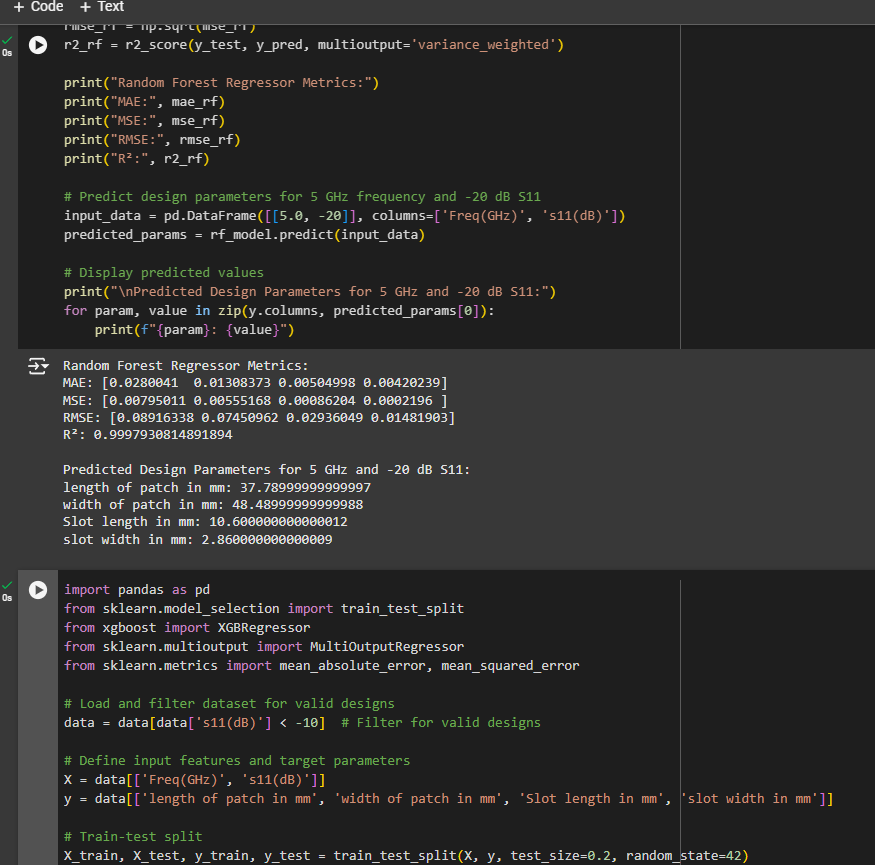 + Code + Text
rmse_rf = np.sqrt(mse_rf)
0s
r2_rf = r2_score(y_test, y_pred, multioutput='variance_weighted')
print("Random Forest Regressor Metrics:")
print("MAE:", mae_rf)
print("MSE:", mse_rf)
print("RMSE:", rmse_rf)
print("R²:", r2_rf)
# Predict design parameters for 5 GHz frequency and -20 dB S11
input_data = pd.DataFrame([[5.0, -20]], columns=['Freq(GHz)', 's11(dB)'])
predicted_params = rf_model.predict(input_data)
# Display predicted values
print("\nPredicted Design Parameters for 5 GHz and -20 dB S11:")
for param, value in zip(y.columns, predicted_params[0]):
    print(f"{param}: {value}")
Random Forest Regressor Metrics:
MAE: [0.0280041  0.01308373 0.00504998 0.00420239]
MSE: [0.00795011 0.00555168 0.00086204 0.0002196 ]
RMSE: [0.08916338 0.07450962 0.02936049 0.01481903]
R²: 0.9997930814891894
Predicted Design Parameters for 5 GHz and -20 dB S11:
length of patch in mm: 37.78999999999997
width of patch in mm: 48.48999999999988
Slot length in mm: 10.600000000000012
slot width in mm: 2.860000000000009
0s
import pandas as pd
from sklearn.model_selection import train_test_split
from xgboost import XGBRegressor
from sklearn.multioutput import MultiOutputRegressor
from sklearn.metrics import mean_absolute_error, mean_squared_error
# Load and filter dataset for valid designs
data = data[data['s11(dB)'] < -10]  # Filter for valid designs
# Define input features and target parameters
X = data[['Freq(GHz)', 's11(dB)']]
y = data[['length of patch in mm', 'width of patch in mm', 'Slot length in mm', 'slot width in mm']]
# Train-test split
X_train, X_test, y_train, y_test = train_test_split(X, y, test_size=0.2, random_state=42)